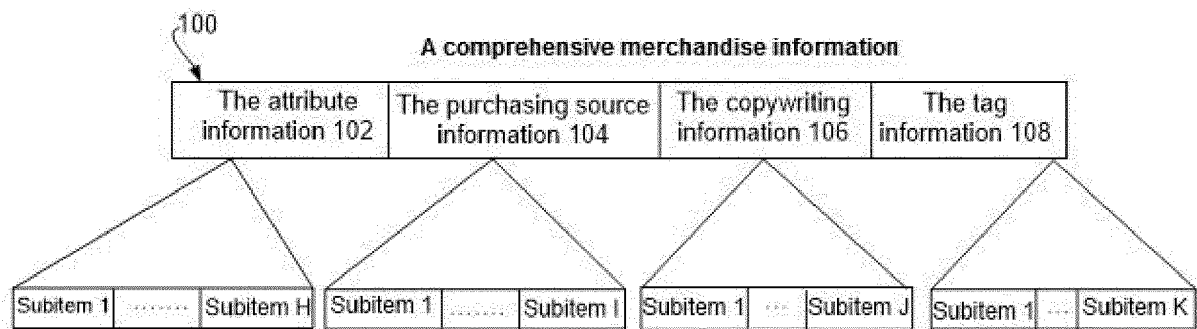 100
A comprehensive merchandise information
The attribute information 102
The purchasing source information 104
The copywriting information 106
The tag information 108
Subitem 1 ........ Subitem H
Subitem 1 ........ Subitem I
Subitem 1 ... Subitem J
Subitem 1 ... Subitem K